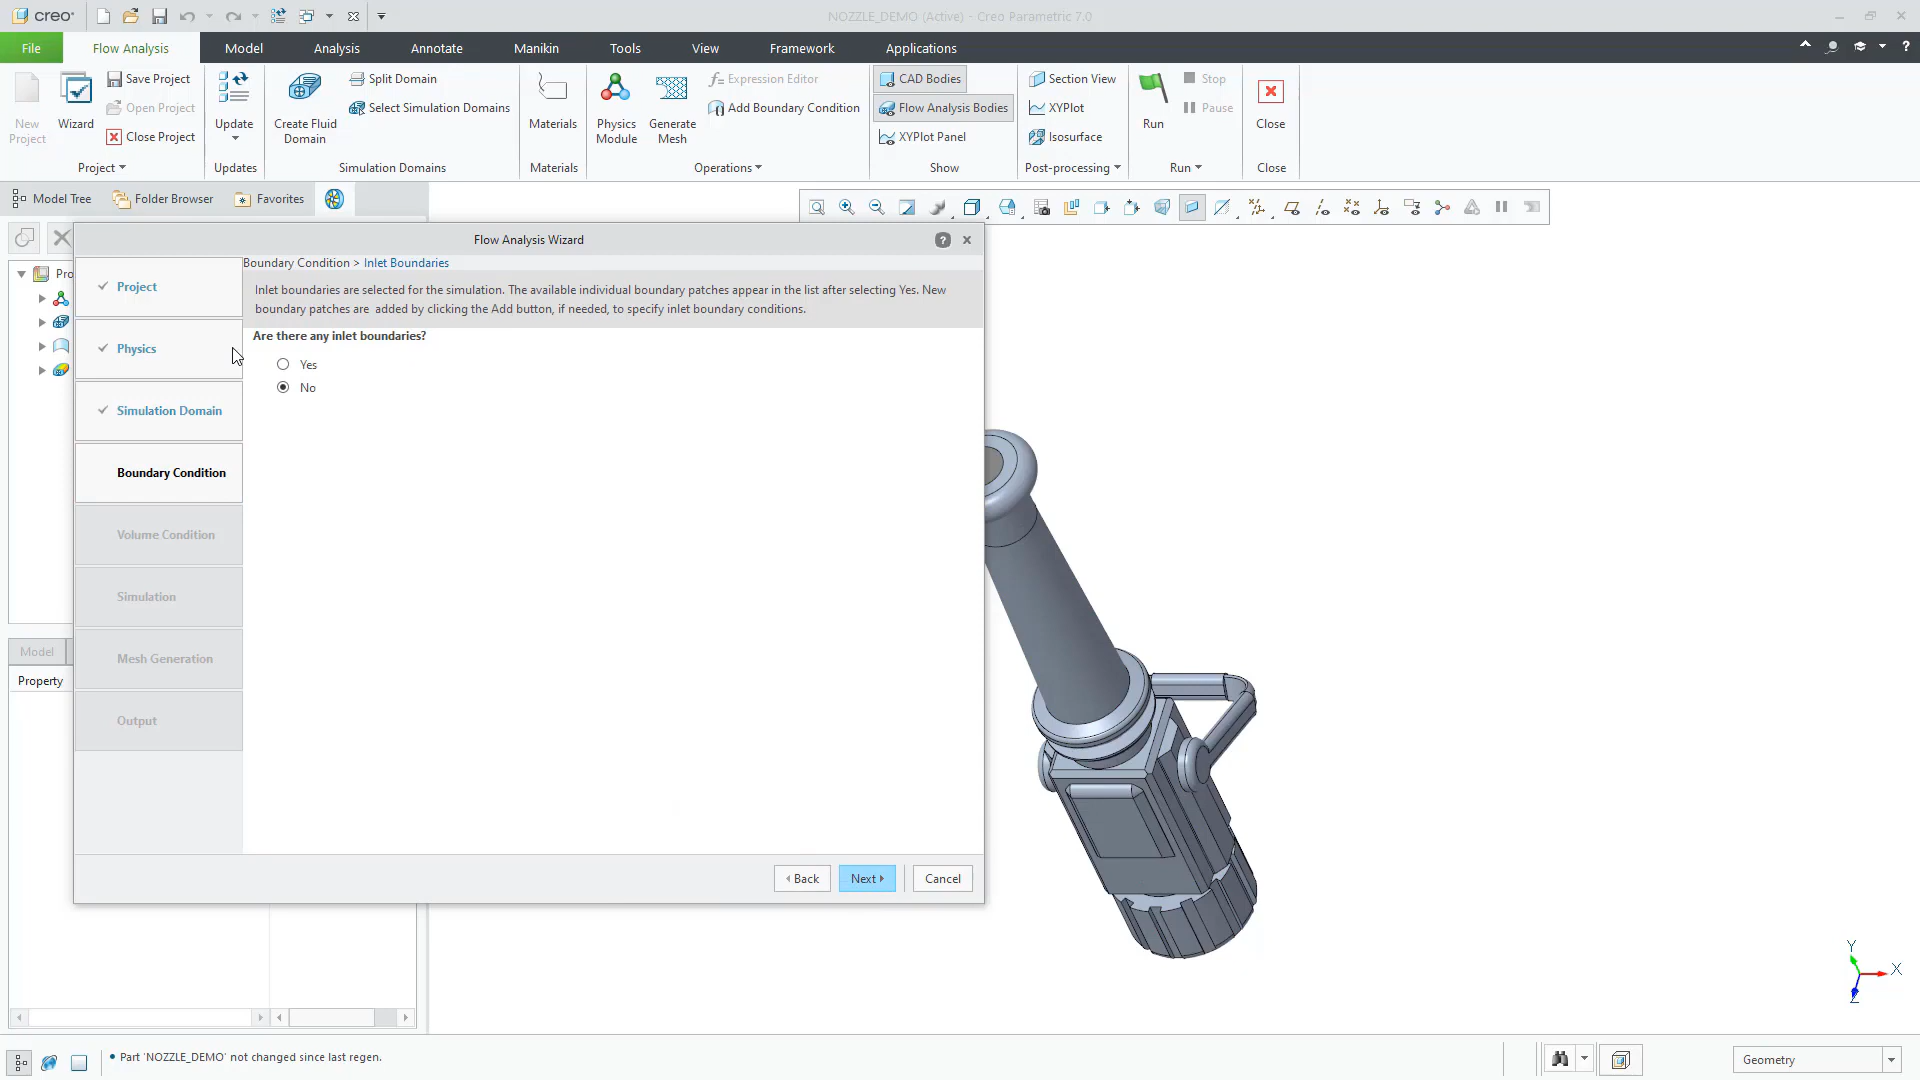 creo
NOZZLE_DEMO (Active) - Creo Parametric 7.0
File
Flow Analysis
Model
Analysis
Annotate
Manikin
Tools
View
Framework
Applications
New
Project
Wizard
Save Project
Open Project
Close Project
Project
Update
Updates
Create Fluid
Domain
Split Domain
Select Simulation Domains
Simulation Domains
Materials
Materials
Physics
Module
Generate
Mesh
Expression Editor
Add Boundary Condition
Operations
CAD Bodies
Flow Analysis Bodies
XYPlot Panel
Show
Section View
XYPlot
Isosurface
Post-processing
Run
Stop
Pause
Run
Close
Close
Model Tree
Folder Browser
Favorites
Pro
Flow Analysis Wizard
Project
Physics
Simulation Domain
Boundary Condition
Volume Condition
Simulation
Mesh Generation
Output
Boundary Condition > Inlet Boundaries
Inlet boundaries are selected for the simulation. The available individual boundary patches appear in the list after selecting Yes. New
boundary patches are added by clicking the Add button, if needed, to specify inlet boundary conditions.
Are there any inlet boundaries?
Yes
No
Back
Next
Cancel
Model
Property
Y
X
Z
Part 'NOZZLE_DEMO' not changed since last regen.
Geometry